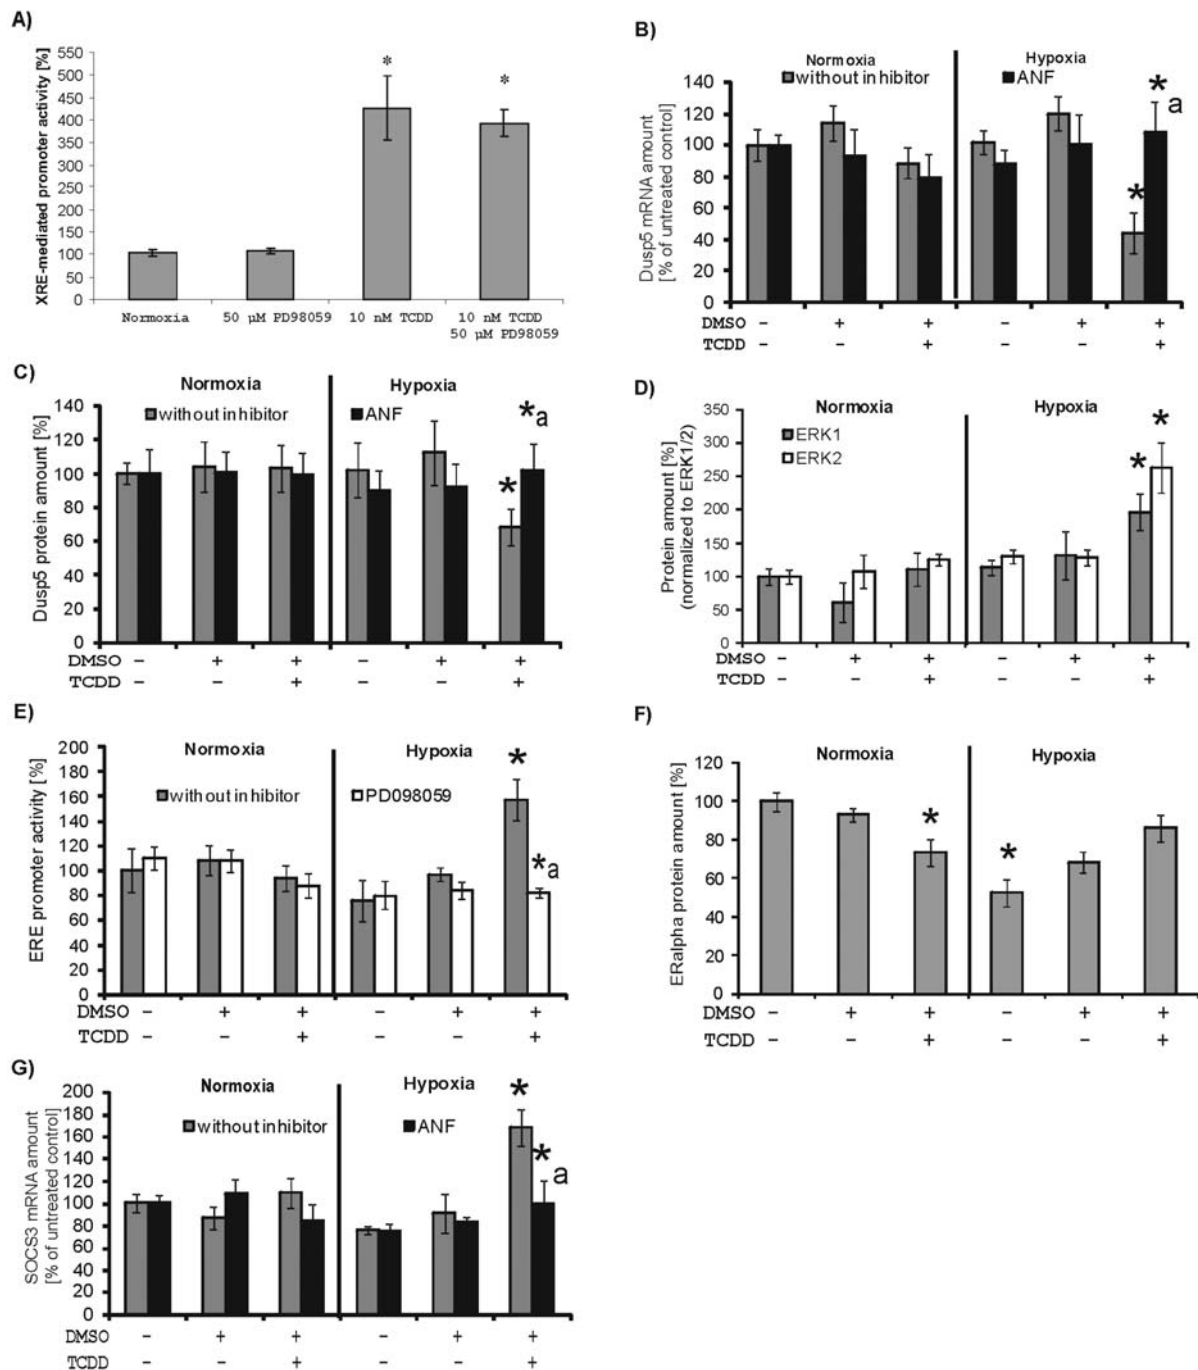 A)
XRE-mediated promoter activity [%]
550
500
450
400
350
300
250
200
150
100
50
0
*
*
Normoxia
50 µM PD98059
10 nM TCDD
10 nM TCDD
50 µM PD98059
B)
Normoxia
Hypoxia
without inhibitor
ANF
Dusp5 mRNA amount
[% of untreated control]
140
120
100
80
60
40
20
0
*
* a
DMSO - + + - + +
TCDD - - + - - +
C)
Normoxia
Hypoxia
without inhibitor
ANF
Dusp5 protein amount [%]
140
120
100
80
60
40
20
0
*
*a
DMSO - + + - + +
TCDD - - + - - +
D)
Normoxia
Hypoxia
ERK1
ERK2
Protein amount [%]
(normalized to ERK1/2)
350
300
250
200
150
100
50
0
*
*
DMSO - + + - + +
TCDD - - + - - +
E)
Normoxia
Hypoxia
without inhibitor
PD098059
ERE promoter activity [%]
200
180
160
140
120
100
80
60
40
20
0
*
*a
DMSO - + + - + +
TCDD - - + - - +
F)
Normoxia
Hypoxia
ERalpha protein amount [%]
120
100
80
60
40
20
0
*
*
DMSO - + + - + +
TCDD - - + - - +
G)
Normoxia
Hypoxia
without inhibitor
ANF
SOCS3 mRNA amount
[% of untreated control]
200
180
160
140
120
100
80
60
40
20
0
*
* a
DMSO - + + - + +
TCDD - - + - - +